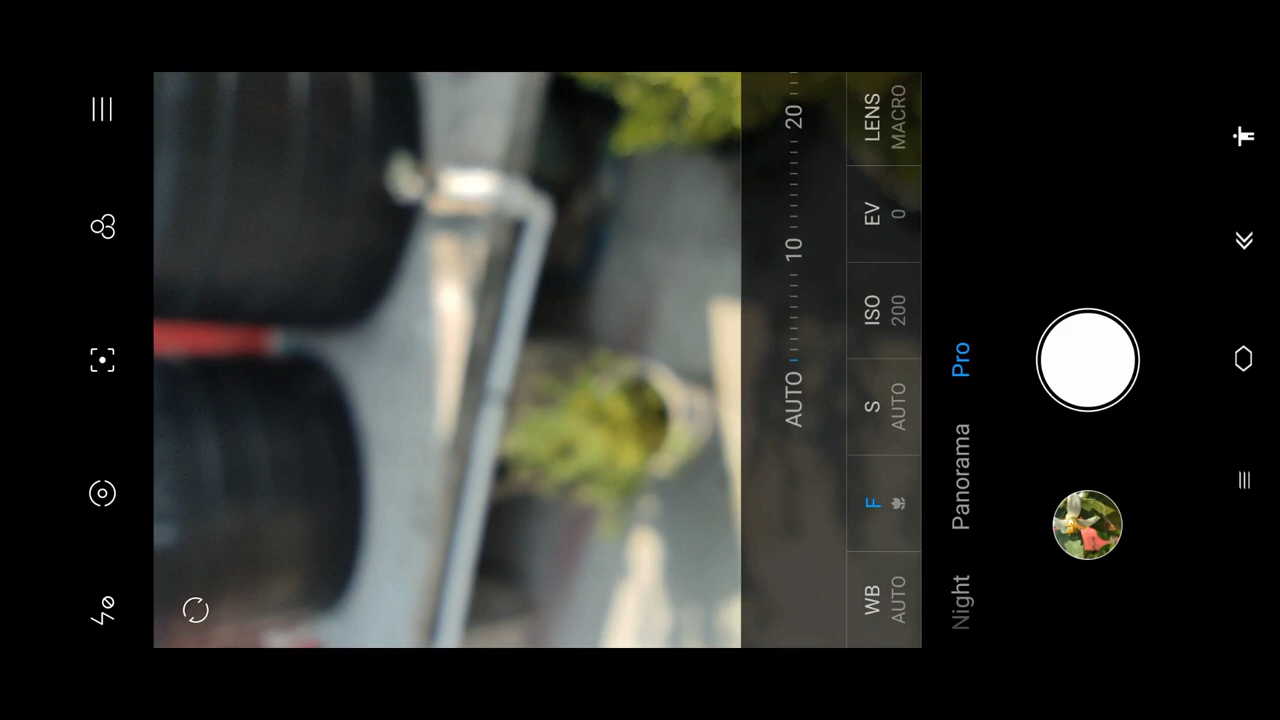 AUTO 10 20
WB F S ISO EV LENS
AUTO AUTO 200 0 MACRO
Night Panorama Pro